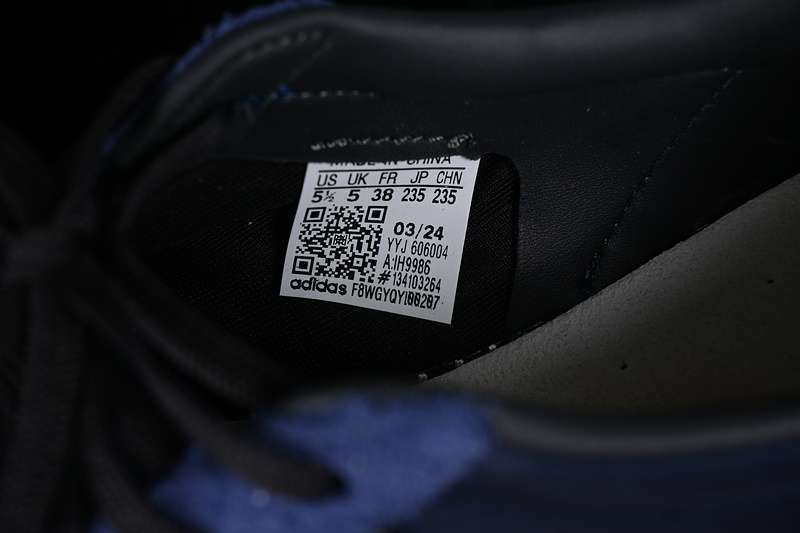 MADE IN CHINA
US UK FR JP CHN
5½ 5 38 235 235
03/24
YYJ 606004
A:IH9986
#134103264
adidas